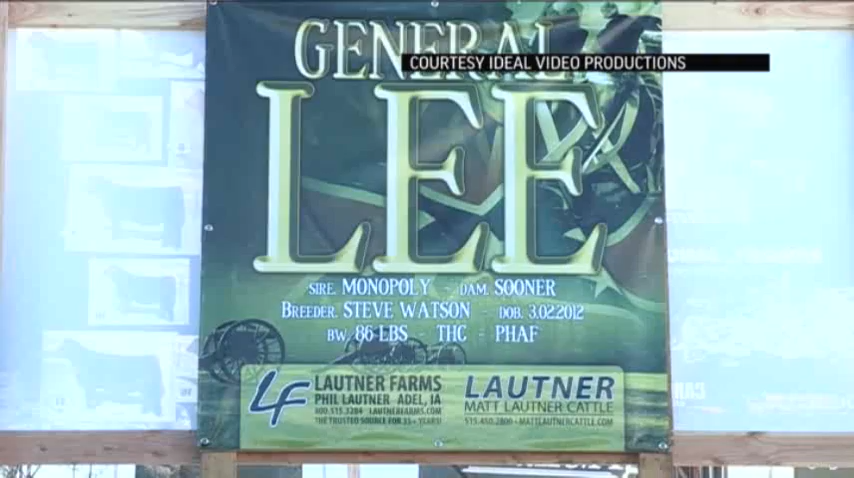 GENERAL
COURTESY IDEAL VIDEO PRODUCTIONS
LEE
SIRE. MONOPOLY - DAM. SOONER
BREEDER. STEVE WATSON - DOB. 3.02.2012
BW. 86 LBS - THC - PHAF
LF LAUTNER FARMS
PHIL LAUTNER ADEL, IA
800.515.3284 LAUTNERFARMS.COM
THE TRUSTED SOURCE FOR 35+ YEARS!
LAUTNER
MATT LAUTNER CATTLE
515.450.2800 - MATTLAUTNERCATTLE.COM